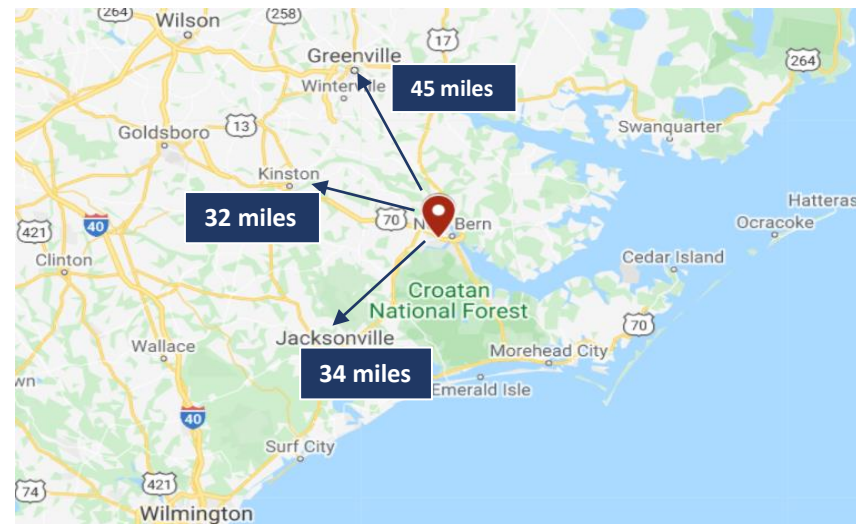 264
258
Wilson
17
Greenville
264
Winterville
45 miles
13
Swanquarter
Goldsboro
Kinston
Hatteras
32 miles
70
New Bern
Ocracoke
40
421
Cedar Island
Clinton
Croatan
National Forest
70
Jacksonville
Wallace
Morehead City
34 miles
wn
Emerald Isle
40
Surf City
421
74
Wilmington